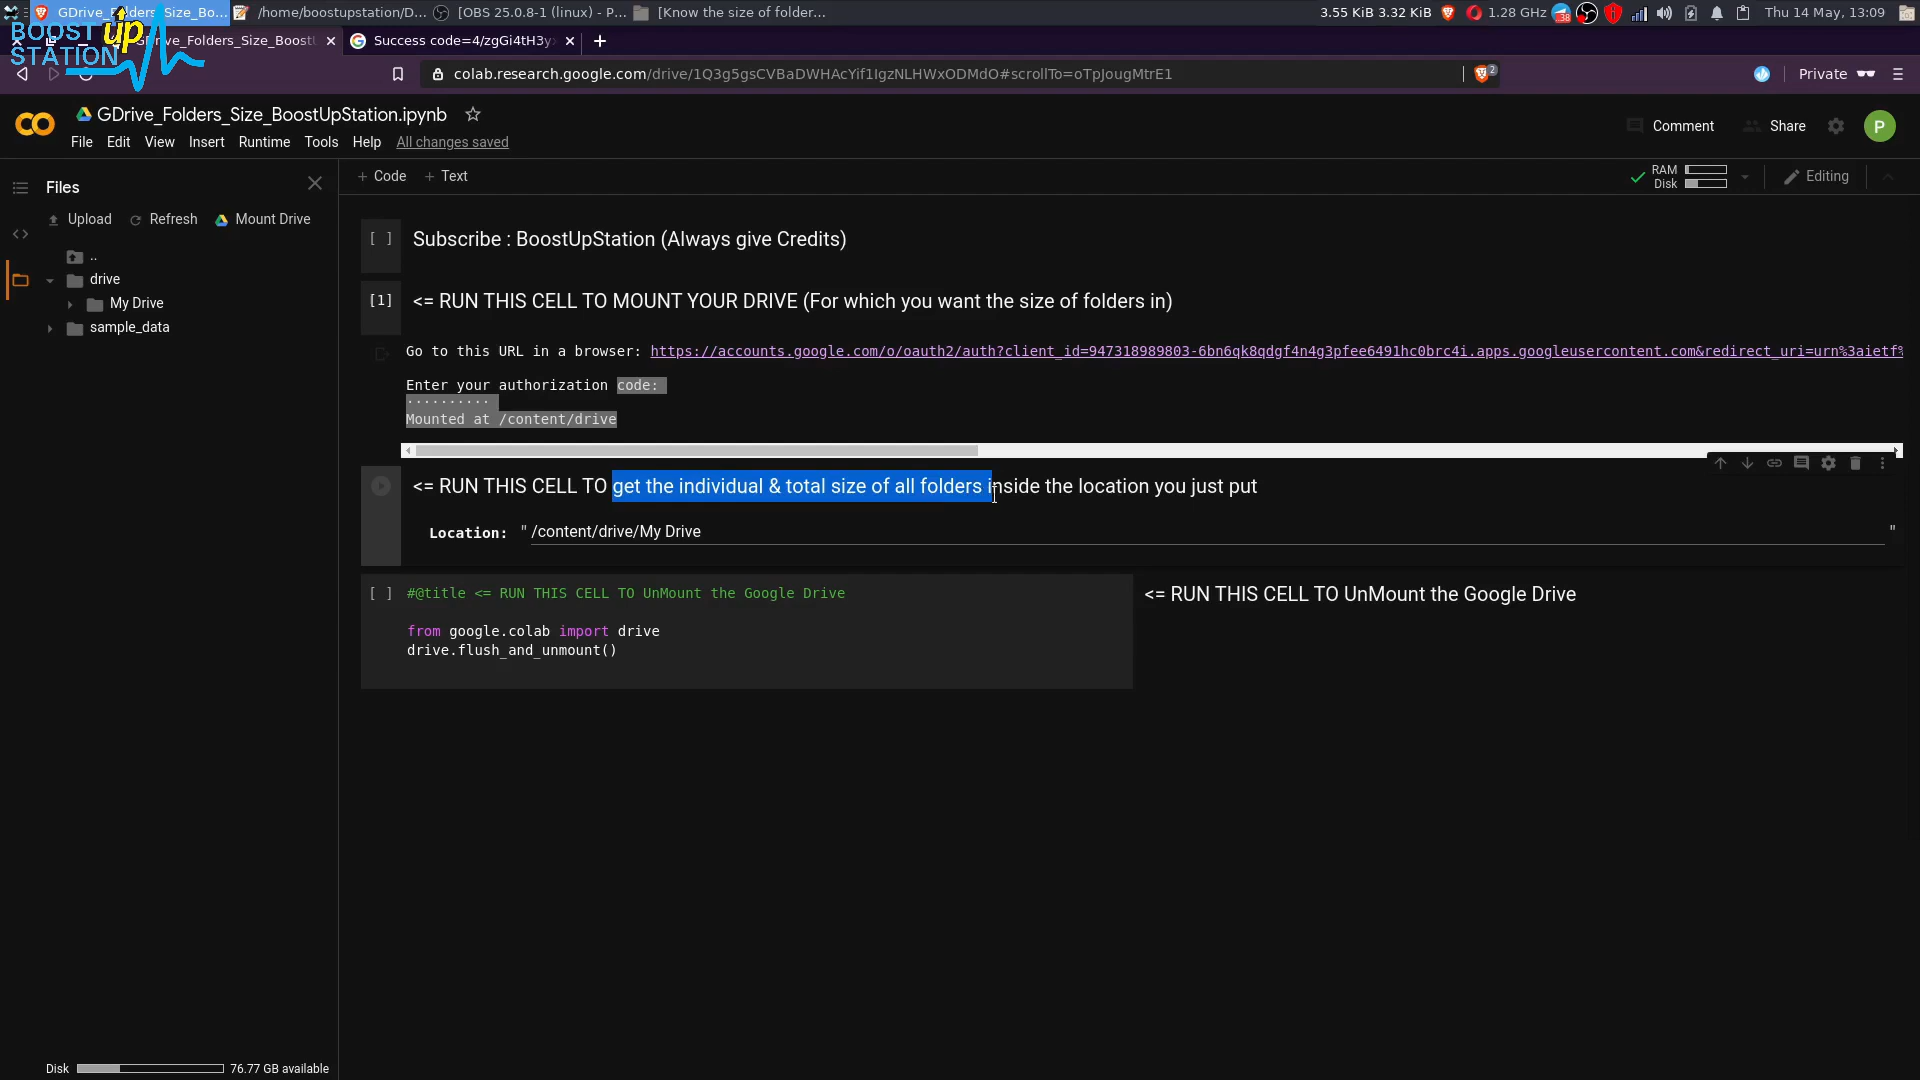 GDrive_Folders_Size_Bo...
/home/boostupstation/D...
[OBS 25.0.8-1 (linux) - P...
[Know the size of folder...
3.55 KiB 3.32 KiB
1.28 GHz
38
Thu 14 May, 13:09
BOOST up
STATION
GDrive_Folders_Size_BoostU
Success code=4/zgGi4tH3y
colab.research.google.com/drive/1Q3g5gsCVBaDWHAcYif1IgzNLHWxODMdO#scrollTo=oTpJougMtrE1
2
Private
GDrive_Folders_Size_BoostUpStation.ipynb
File Edit View Insert Runtime Tools Help All changes saved
Comment
Share
P
Files
+ Code + Text
RAM
Disk
Editing
Upload Refresh Mount Drive
..
drive
My Drive
sample_data
[ ] Subscribe : BoostUpStation (Always give Credits)
[1] <= RUN THIS CELL TO MOUNT YOUR DRIVE (For which you want the size of folders in)
Go to this URL in a browser: https://accounts.google.com/o/oauth2/auth?client_id=947318989803-6bn6qk8qdgf4n4g3pfee6491hc0brc4i.apps.googleusercontent.com&redirect_uri=urn%3aietf%
Enter your authorization code:
··········
Mounted at /content/drive
<= RUN THIS CELL TO get the individual & total size of all folders inside the location you just put
Location: " /content/drive/My Drive "
[ ] #@title <= RUN THIS CELL TO UnMount the Google Drive
from google.colab import drive
drive.flush_and_unmount()
<= RUN THIS CELL TO UnMount the Google Drive
Disk 76.77 GB available